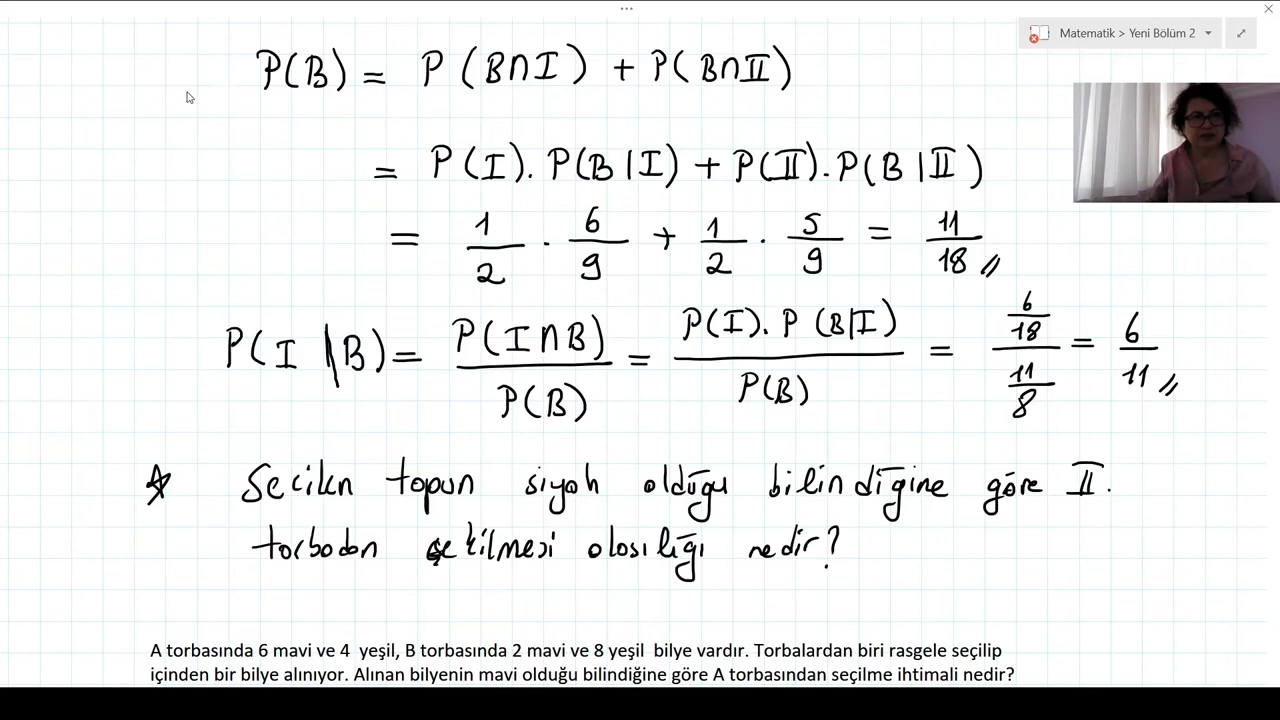 Matematik > Yeni Bölüm 2
P(B) = P(B∩I) + P(B∩II)
= P(I). P(B|I) + P(II). P(B|II)
= 1/2 . 6/9 + 1/2 . 5/9 = 11/18 //
P(I|B) = P(I∩B)/P(B) = P(I). P(B|I)/P(B) = (6/18)/(11/8) = 6/11 //
☆ Secilen topun siyah olduğu bilindiğine göre II.
torbadan çekilmesi olasılığı nedir?
A torbasında 6 mavi ve 4 yeşil, B torbasında 2 mavi ve 8 yeşil bilye vardır. Torbalardan biri rasgele seçilip
içinden bir bilye alınıyor. Alınan bilyenin mavi olduğu bilindiğine göre A torbasından seçilme ihtimali nedir?